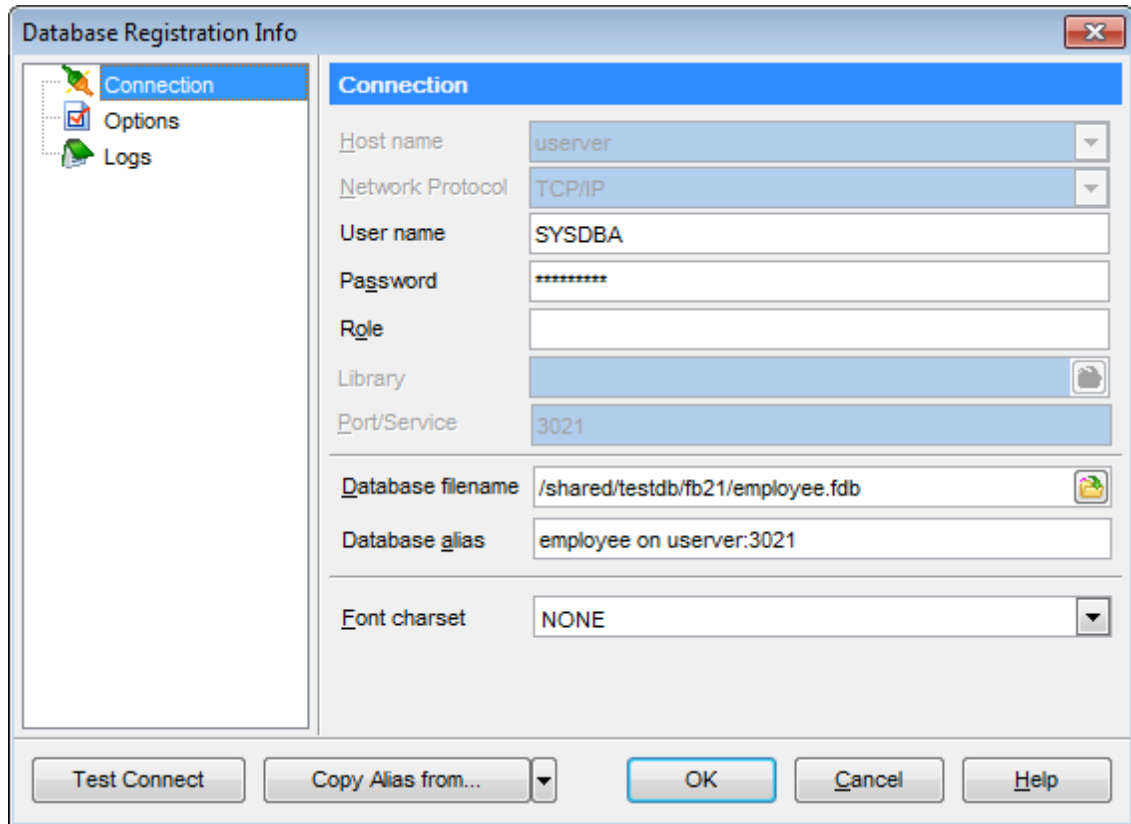 Database Registration Info
Connection
Options
Logs
Connection
Host name userver
Network Protocol TCP/IP
User name SYSDBA
Password *********
Role
Library
Port/Service 3021
Database filename /shared/testdb/fb21/employee.fdb
Database alias employee on userver:3021
Font charset NONE
Test Connect Copy Alias from... OK Cancel Help